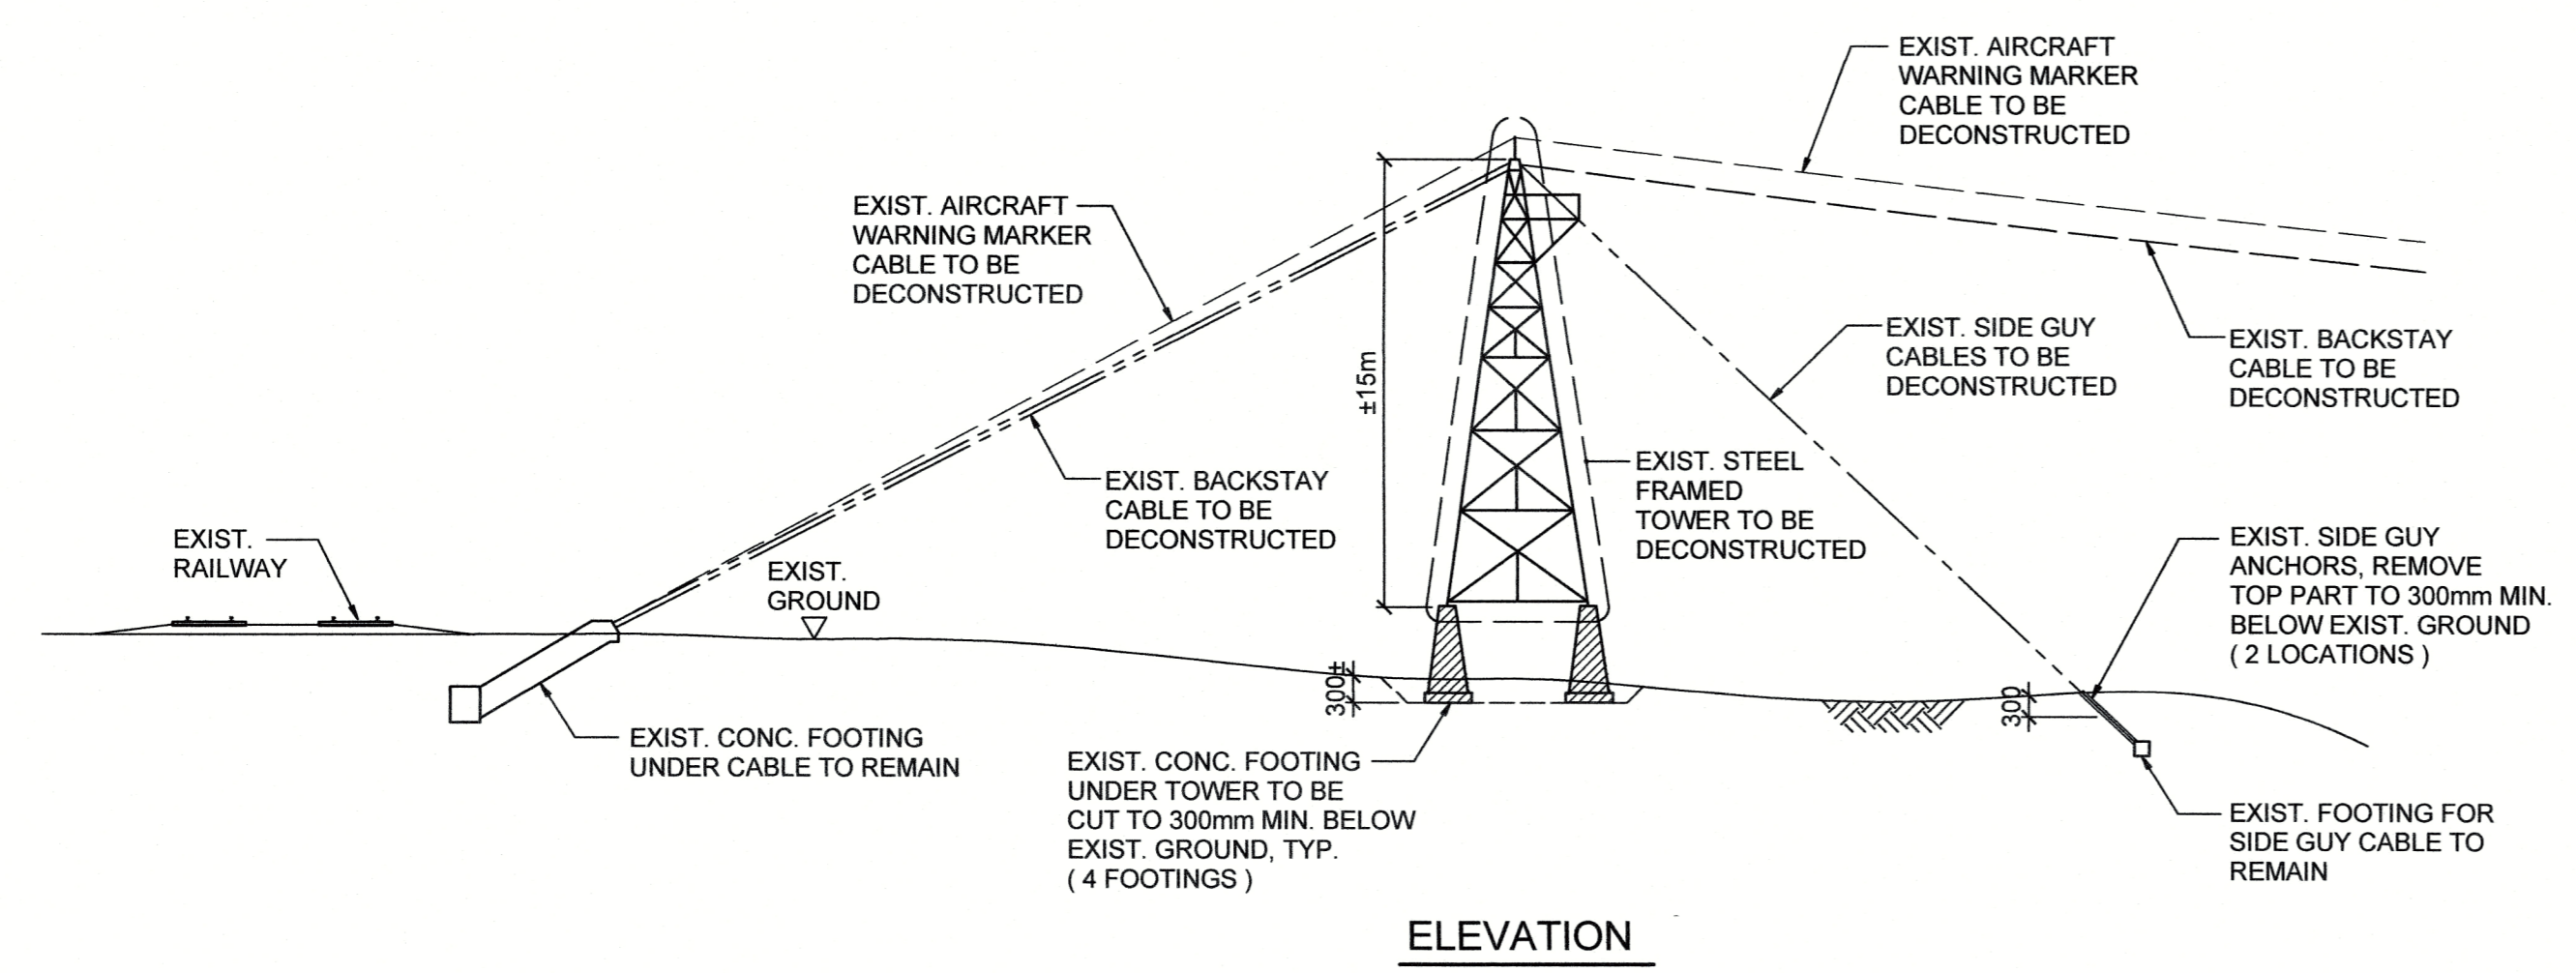 EXIST. AIRCRAFT
WARNING MARKER
CABLE TO BE
DECONSTRUCTED
EXIST. AIRCRAFT
WARNING MARKER
CABLE TO BE
DECONSTRUCTED
±15m
EXIST. SIDE GUY
CABLES TO BE
DECONSTRUCTED
EXIST. BACKSTAY
CABLE TO BE
DECONSTRUCTED
EXIST. BACKSTAY
CABLE TO BE
DECONSTRUCTED
EXIST. STEEL
FRAMED
TOWER TO BE
DECONSTRUCTED
EXIST.
RAILWAY
EXIST.
GROUND
EXIST. SIDE GUY
ANCHORS, REMOVE
TOP PART TO 300mm MIN.
BELOW EXIST. GROUND
( 2 LOCATIONS )
300±
300
EXIST. CONC. FOOTING
UNDER CABLE TO REMAIN
EXIST. CONC. FOOTING
UNDER TOWER TO BE
CUT TO 300mm MIN. BELOW
EXIST. GROUND, TYP.
( 4 FOOTINGS )
EXIST. FOOTING FOR
SIDE GUY CABLE TO
REMAIN
ELEVATION